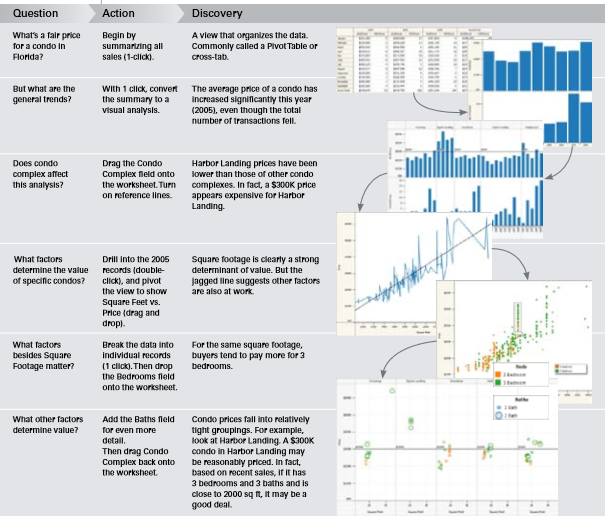 Question Action Discovery
What's a fair price
for a condo in
Florida?
Begin by
summarizing all
sales (1-click).
A view that organizes the data.
Commonly called a PivotTable or
cross-tab.
But what are the
general trends?
With 1 click, convert
the summary to a
visual analysis.
The average price of a condo has
increased significantly this year
(2005), even though the total
number of transactions fell.
Does condo
complex affect
this analysis?
Drag the Condo
Complex field onto
the worksheet. Turn
on reference lines.
Harbor Landing prices have been
lower than those of other condo
complexes. In fact, a $300K price
appears expensive for Harbor
Landing.
What factors
determine the value
of specific condos?
Drill into the 2005
records (double-
click), and pivot
the view to show
Square Feet vs.
Price (drag and
drop).
Square footage is clearly a strong
determinant of value. But the
jagged line suggests other factors
are also at work.
What factors
besides Square
Footage matter?
Break the data into
individual records
(1 click). Then drop
the Bedrooms field
onto the worksheet.
For the same square footage,
buyers tend to pay more for 3
bedrooms.
What other factors
determine value?
Add the Baths field
for even more
detail.
Then drag Condo
Complex back onto
the worksheet.
Condo prices fall into relatively
tight groupings. For example,
look at Harbor Landing. A $300K
condo in Harbor Landing may
be reasonably priced. In fact,
based on recent sales, if it has
3 bedrooms and 3 baths and is
close to 2000 sq ft, it may be a
good deal.
Beds
2 Bedroom
3 Bedroom
Baths
1 Bath